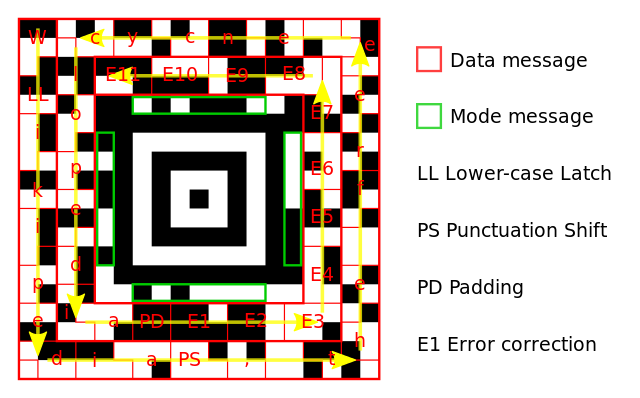 W c y c n e e
l E11 E10 E9 E8
LL e
o E7
i r
p E6
k f
e E5
i
d E4
p e
e i a PD E1 E2 E3
h
d i a PS , t
Data message
Mode message
LL Lower-case Latch
PS Punctuation Shift
PD Padding
E1 Error correction